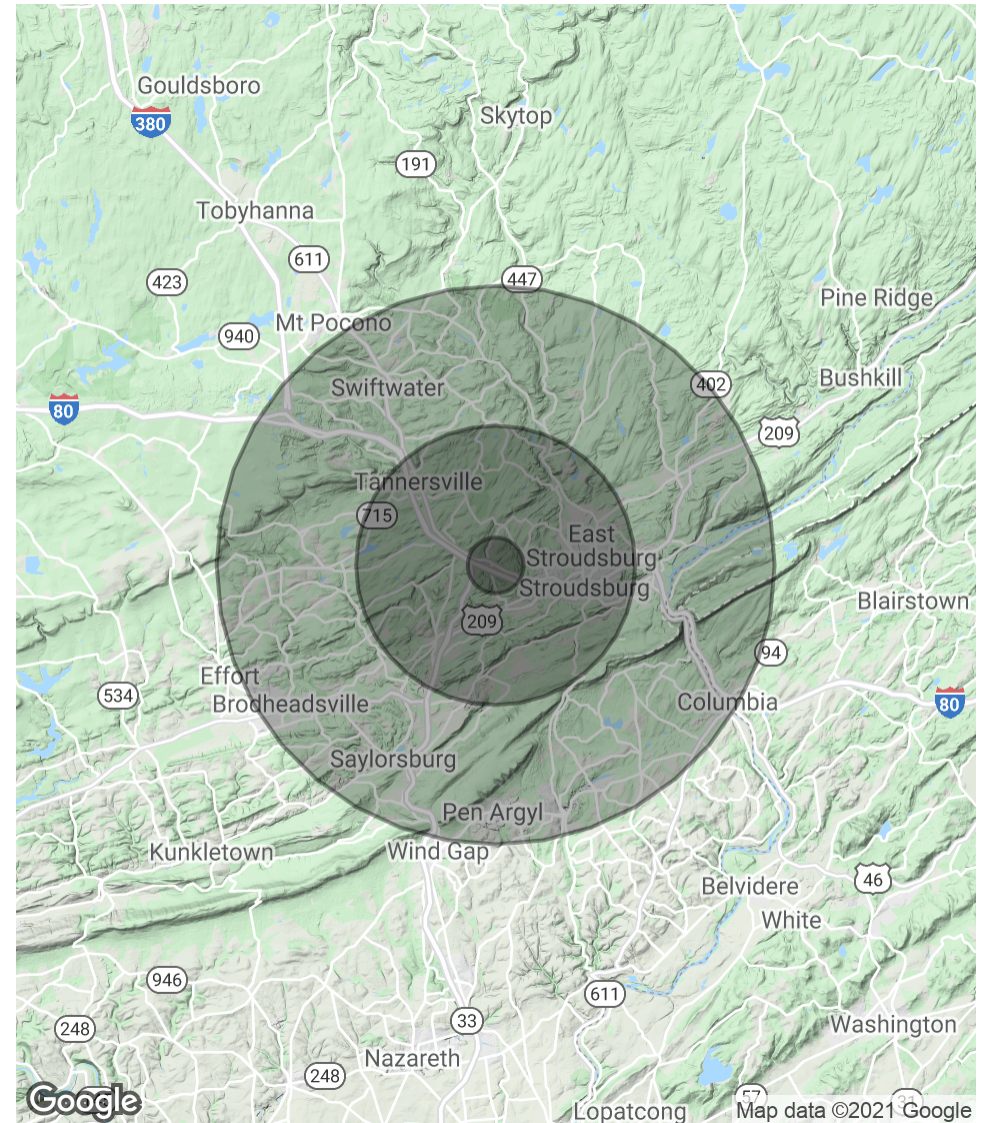 Gouldsboro
380
Skytop
191
Tobyhanna
611
423
447
Pine Ridge
940
Mt Pocono
Swiftwater
402
Bushkill
80
209
Tannersville
715
East
Stroudsburg
Stroudsburg
209
Blairstown
94
Effort
534
Brodheadsville
Columbia
80
Saylorsburg
Pen Argyl
Wind Gap
Kunkletown
46
Belvidere
White
946
611
248
33
Washington
Nazareth
248
57
31
Google
Lopatcong
Map data ©2021 Google